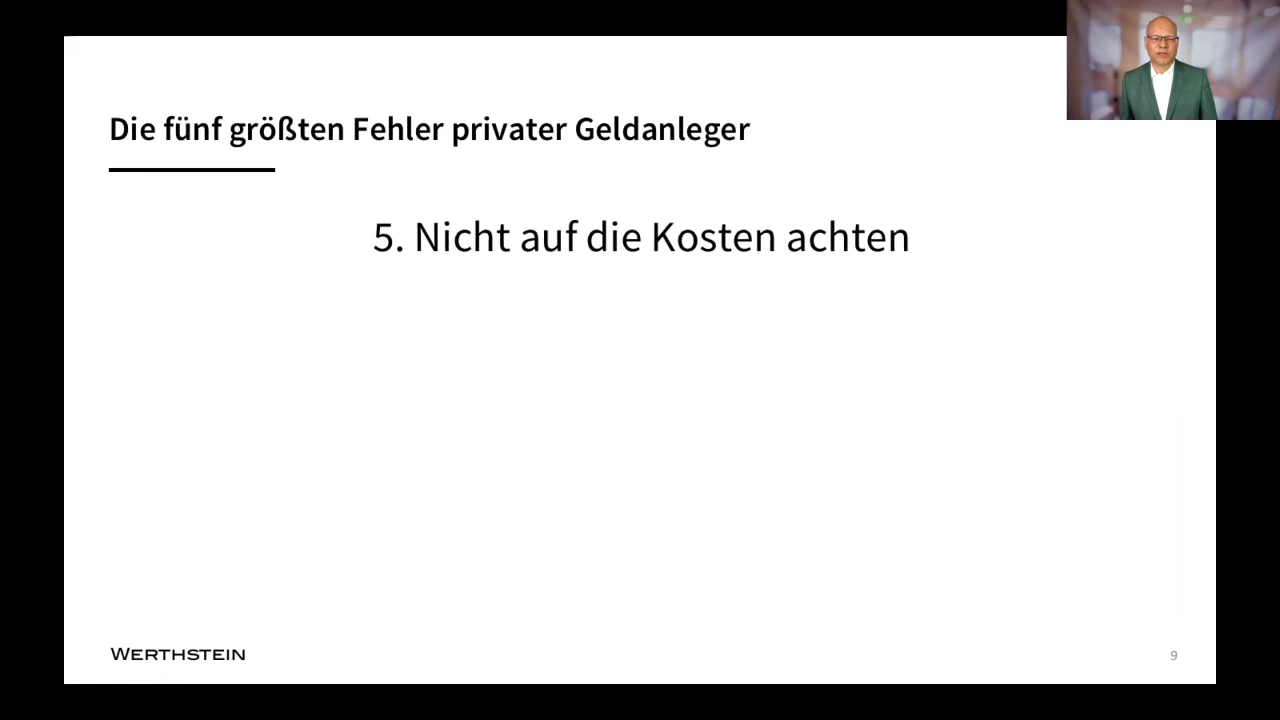 Die fünf größten Fehler privater Geldanleger
5. Nicht auf die Kosten achten
WERTHSTEIN
9